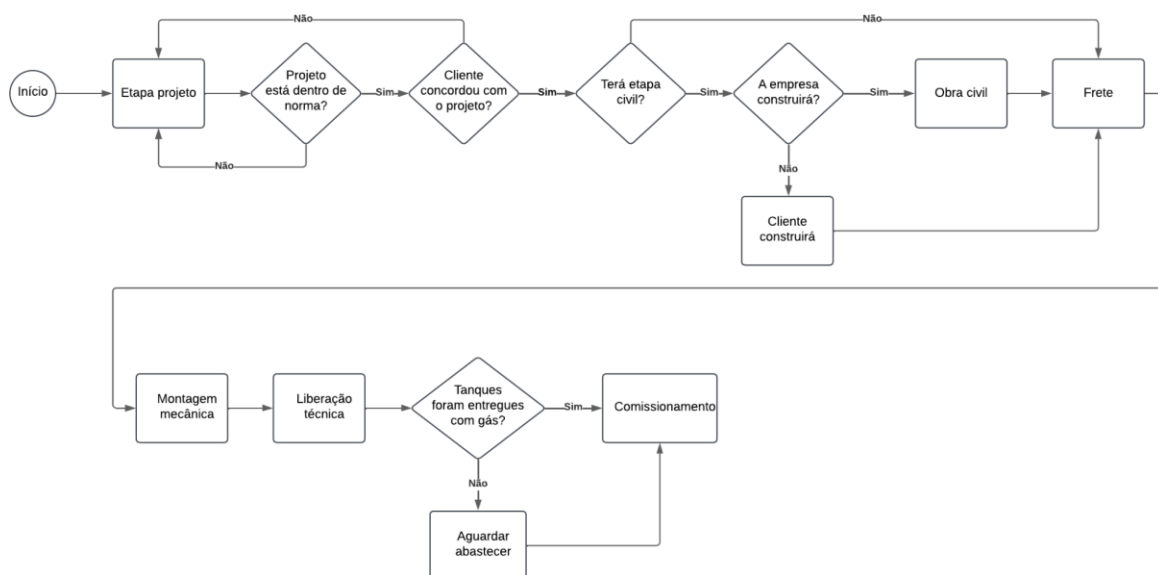 Não
Não
Início
Etapa projeto
Projeto
está dentro de
norma?
Sim
Cliente
concordou com
o projeto?
Sim
Terá etapa
civil?
Sim
A empresa
construirá?
Sim
Obra civil
Frete
Não
Não
Cliente
construirá
Montagem
mecânica
Liberação
técnica
Tanques
foram entregues
com gás?
Sim
Comissionamento
Não
Aguardar
abastecer